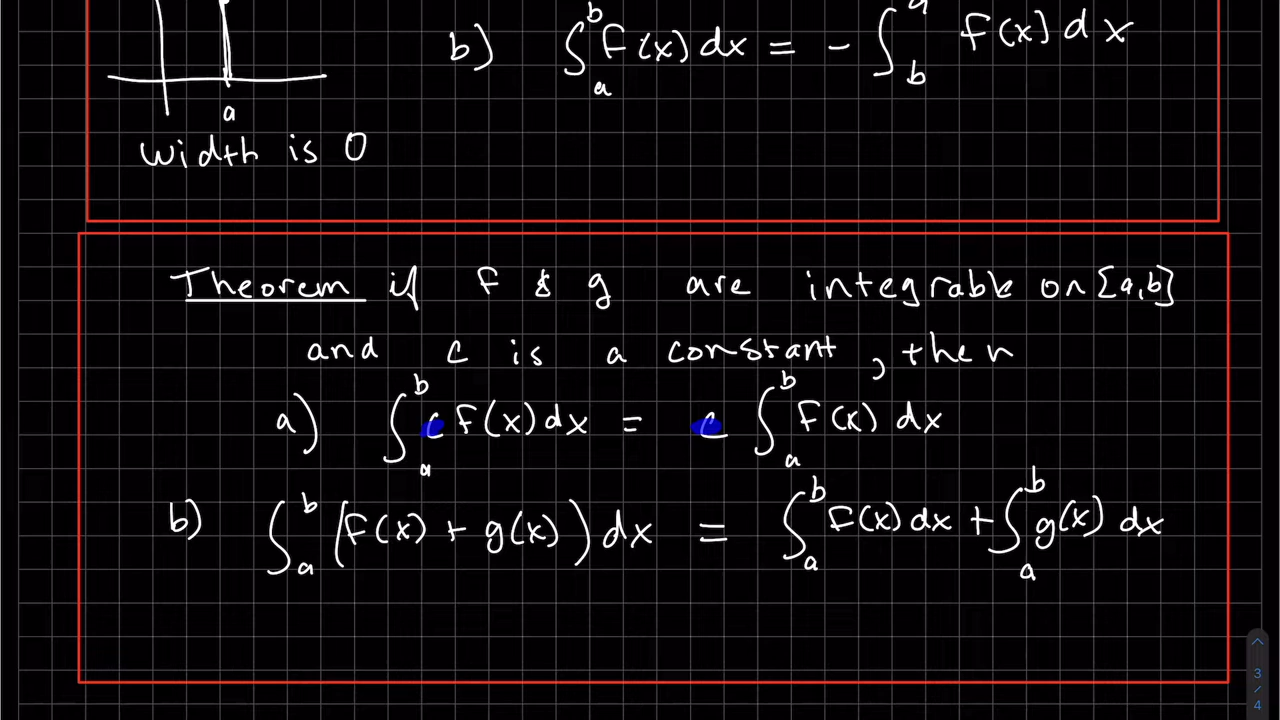 b) ∫_a^b f(x) dx = - ∫_b^a f(x) dx
a
width is 0
Theorem if f & g are integrable on [a,b]
and c is a constant, then
a) ∫_a^b c f(x) dx = c ∫_a^b f(x) dx
b) ∫_a^b (f(x) + g(x)) dx = ∫_a^b f(x) dx + ∫_a^b g(x) dx
3
/
4